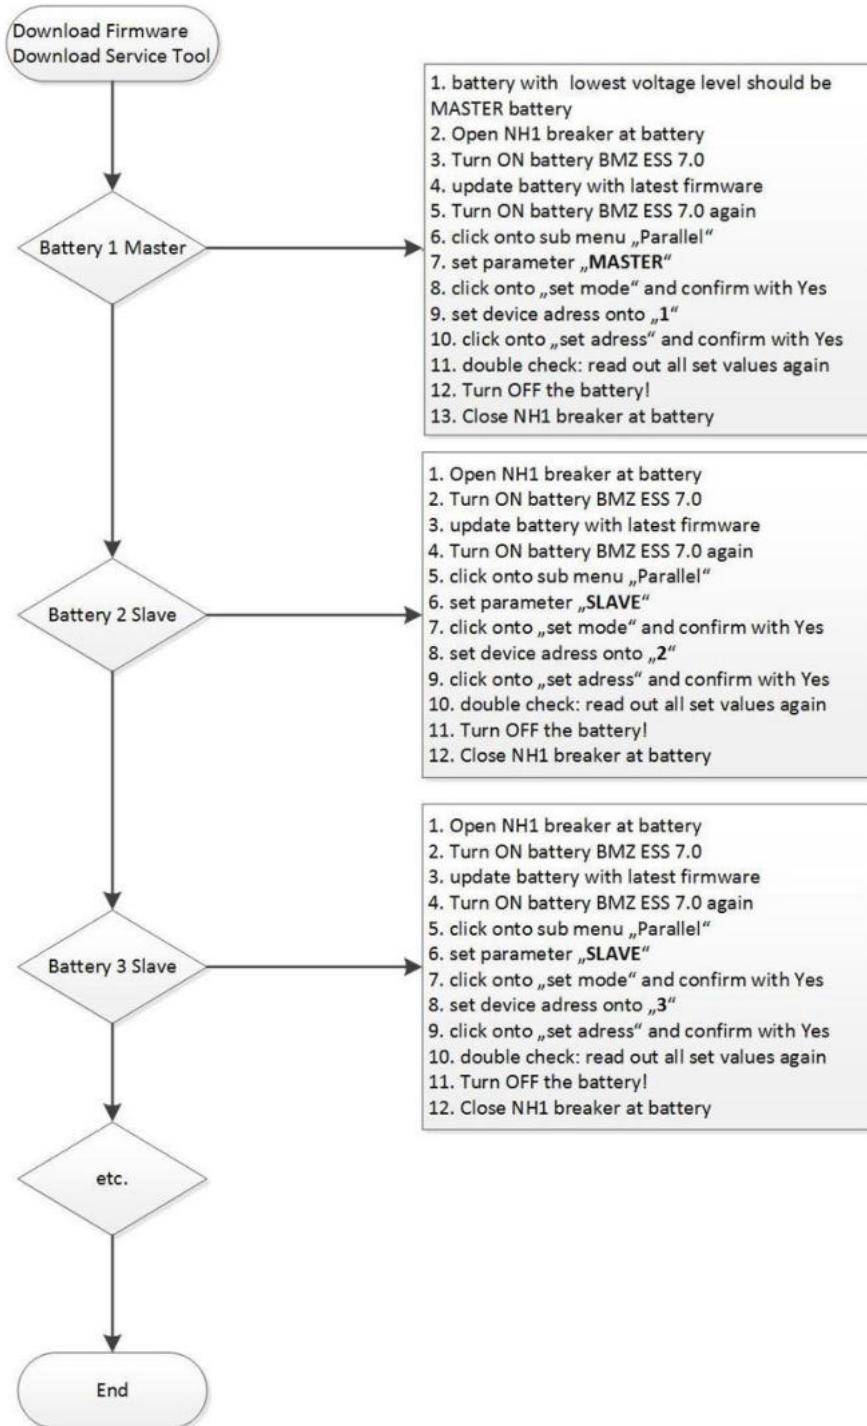 Download Firmware
Download Service Tool
Battery 1 Master
1. battery with lowest voltage level should be
MASTER battery
2. Open NH1 breaker at battery
3. Turn ON battery BMZ ESS 7.0
4. update battery with latest firmware
5. Turn ON battery BMZ ESS 7.0 again
6. click onto sub menu „Parallel“
7. set parameter „MASTER“
8. click onto „set mode“ and confirm with Yes
9. set device adress onto „1“
10. click onto „set adress“ and confirm with Yes
11. double check: read out all set values again
12. Turn OFF the battery!
13. Close NH1 breaker at battery
Battery 2 Slave
1. Open NH1 breaker at battery
2. Turn ON battery BMZ ESS 7.0
3. update battery with latest firmware
4. Turn ON battery BMZ ESS 7.0 again
5. click onto sub menu „Parallel“
6. set parameter „SLAVE“
7. click onto „set mode“ and confirm with Yes
8. set device adress onto „2“
9. click onto „set adress“ and confirm with Yes
10. double check: read out all set values again
11. Turn OFF the battery!
12. Close NH1 breaker at battery
Battery 3 Slave
1. Open NH1 breaker at battery
2. Turn ON battery BMZ ESS 7.0
3. update battery with latest firmware
4. Turn ON battery BMZ ESS 7.0 again
5. click onto sub menu „Parallel“
6. set parameter „SLAVE“
7. click onto „set mode“ and confirm with Yes
8. set device adress onto „3“
9. click onto „set adress“ and confirm with Yes
10. double check: read out all set values again
11. Turn OFF the battery!
12. Close NH1 breaker at battery
etc.
End